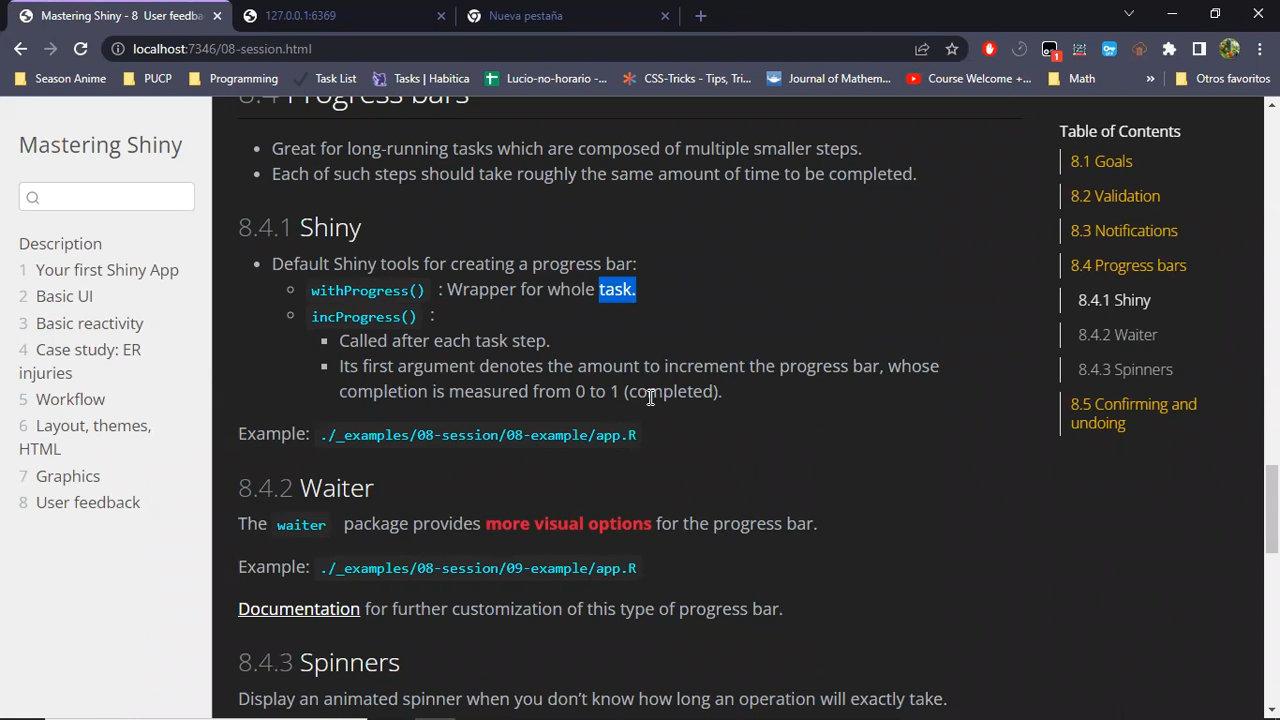 Mastering Shiny - 8  User feedba
127.0.0.1:6369
Nueva pestaña
localhost:7346/08-session.html
1
Season Anime
PUCP
Programming
Task List
Tasks | Habitica
Lucio-no-horario -...
CSS-Tricks - Tips, Tri...
Journal of Mathem...
Course Welcome +...
Math
»
Otros favoritos
Mastering Shiny
Description
1 Your first Shiny App
2 Basic UI
3 Basic reactivity
4 Case study: ER
injuries
5 Workflow
6 Layout, themes,
HTML
7 Graphics
8 User feedback
8.4 Progress bars
• Great for long-running tasks which are composed of multiple smaller steps.
• Each of such steps should take roughly the same amount of time to be completed.
8.4.1 Shiny
• Default Shiny tools for creating a progress bar:
withProgress() : Wrapper for whole task.
incProgress() :
Called after each task step.
Its first argument denotes the amount to increment the progress bar, whose
completion is measured from 0 to 1 (completed).
Example: ./_examples/08-session/08-example/app.R
8.4.2 Waiter
The waiter package provides more visual options for the progress bar.
Example: ./_examples/08-session/09-example/app.R
Documentation for further customization of this type of progress bar.
8.4.3 Spinners
Display an animated spinner when you don't know how long an operation will exactly take.
Table of Contents
8.1 Goals
8.2 Validation
8.3 Notifications
8.4 Progress bars
8.4.1 Shiny
8.4.2 Waiter
8.4.3 Spinners
8.5 Confirming and
undoing